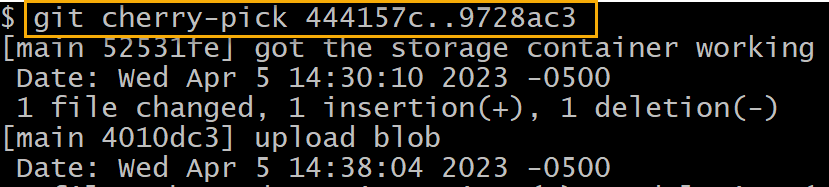 $ git cherry-pick 444157c..9728ac3
[main 52531fe] got the storage container working
Date: Wed Apr 5 14:30:10 2023 -0500
1 file changed, 1 insertion(+), 1 deletion(-)
[main 4010dc3] upload blob
Date: Wed Apr 5 14:38:04 2023 -0500